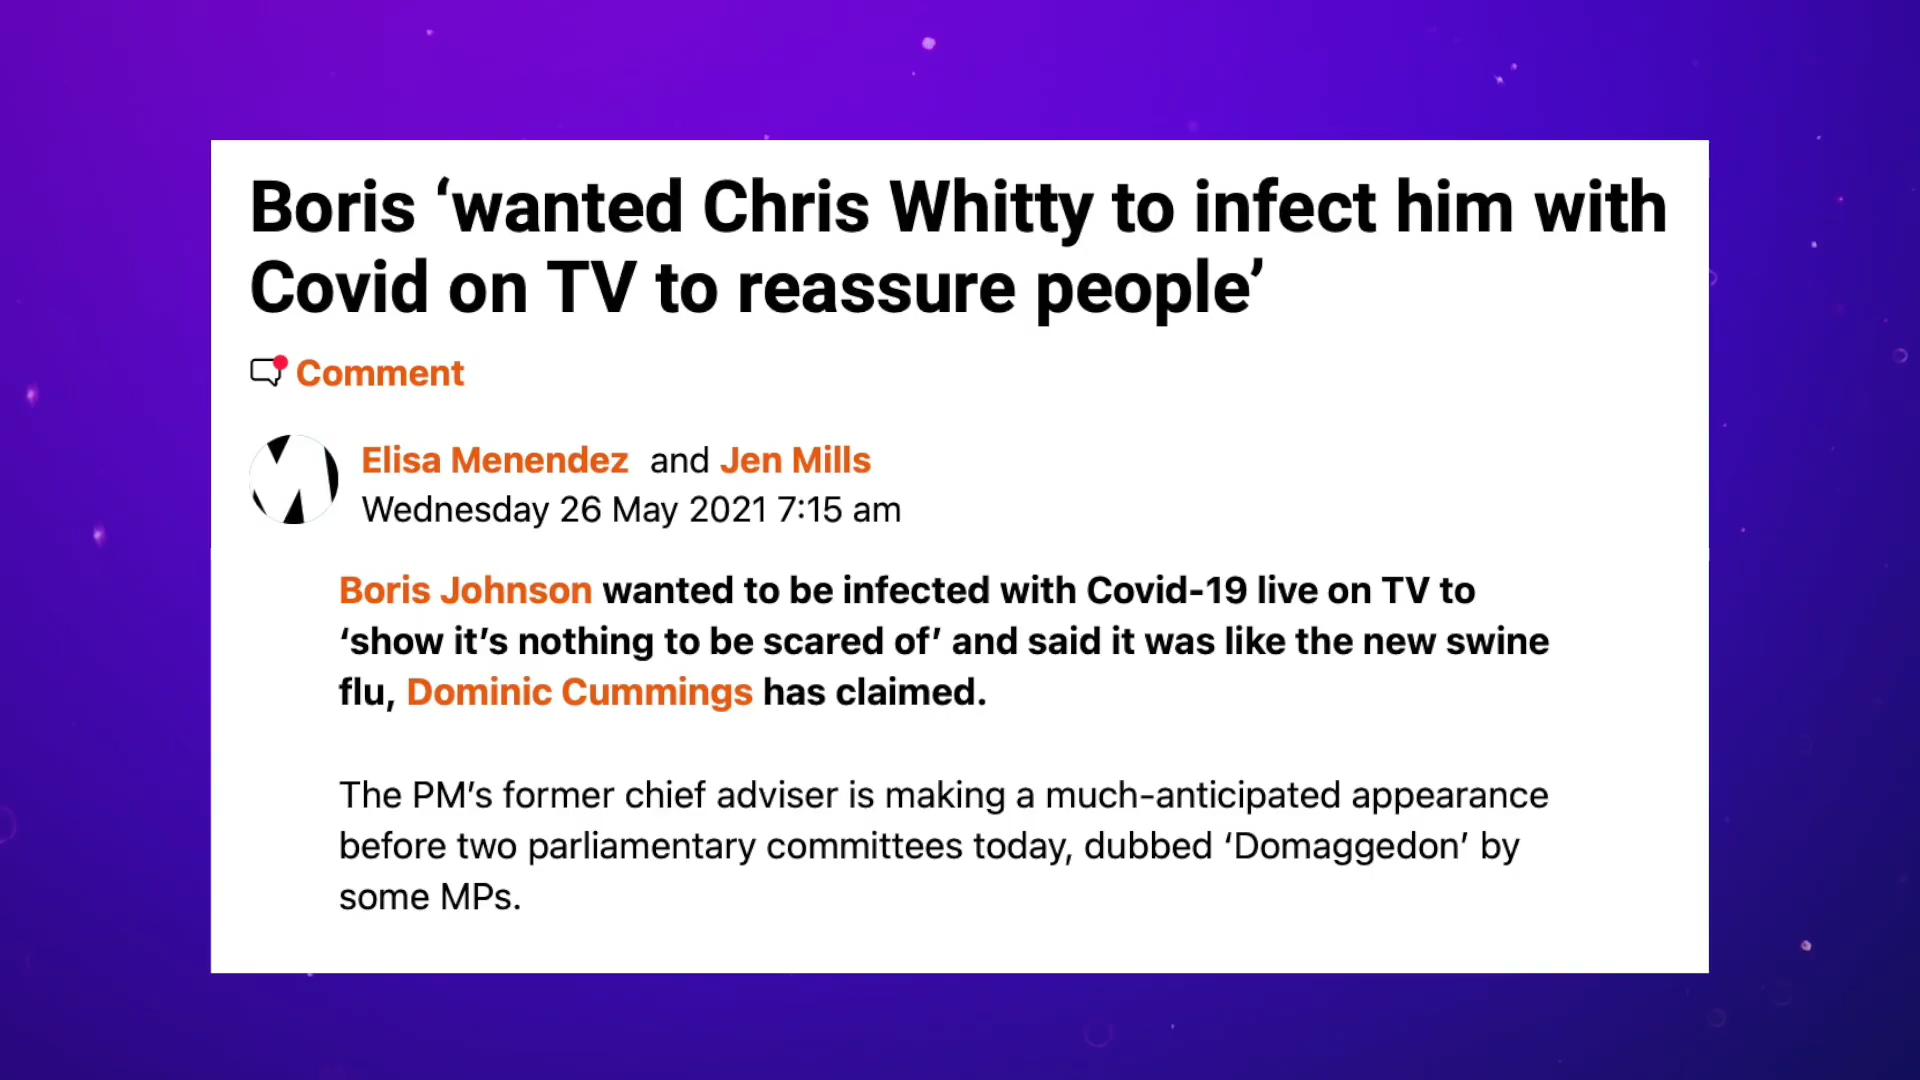 Boris ‘wanted Chris Whitty to infect him with
Covid on TV to reassure people’
Comment
Elisa Menendez and Jen Mills
Wednesday 26 May 2021 7:15 am
Boris Johnson wanted to be infected with Covid-19 live on TV to
‘show it’s nothing to be scared of’ and said it was like the new swine
flu, Dominic Cummings has claimed.
The PM’s former chief adviser is making a much-anticipated appearance
before two parliamentary committees today, dubbed ‘Domaggedon’ by
some MPs.